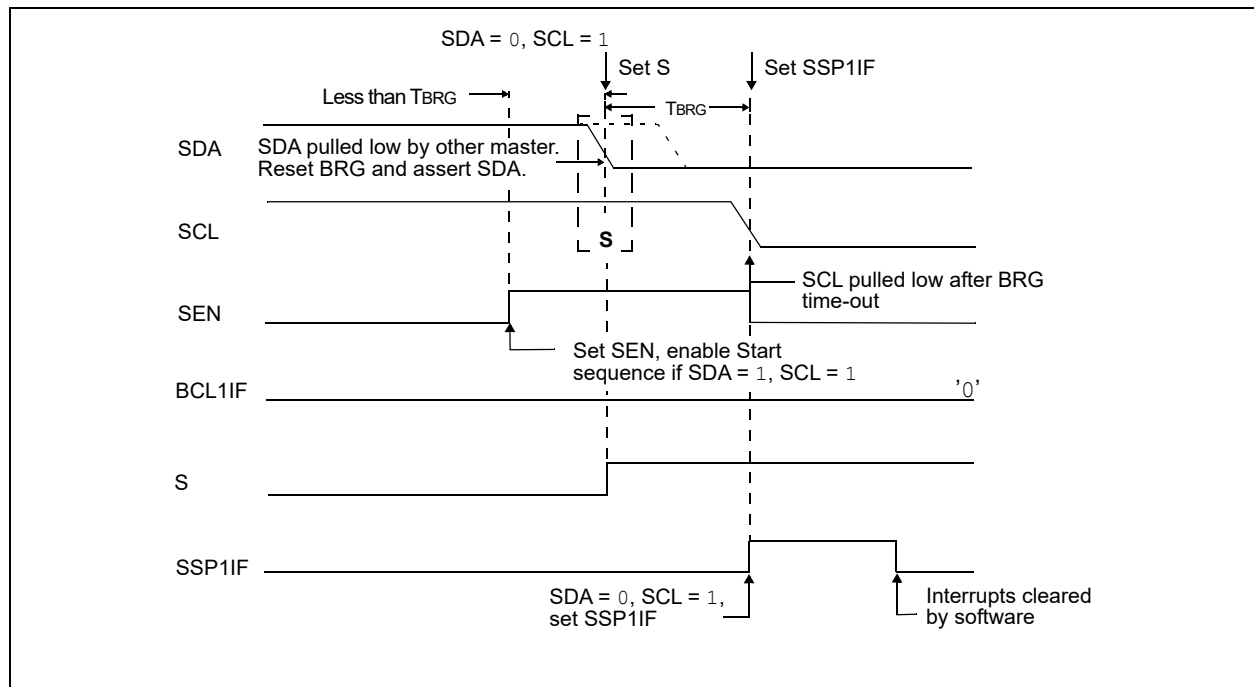 SDA = 0, SCL = 1
Set S
Set SSP1IF
Less than TBRG
TBRG
SDA
SDA pulled low by other master.
Reset BRG and assert SDA.
SCL
S
SCL pulled low after BRG
time-out
SEN
Set SEN, enable Start
sequence if SDA = 1, SCL = 1
BCL1IF
'0'
S
SSP1IF
SDA = 0, SCL = 1,
set SSP1IF
Interrupts cleared
by software